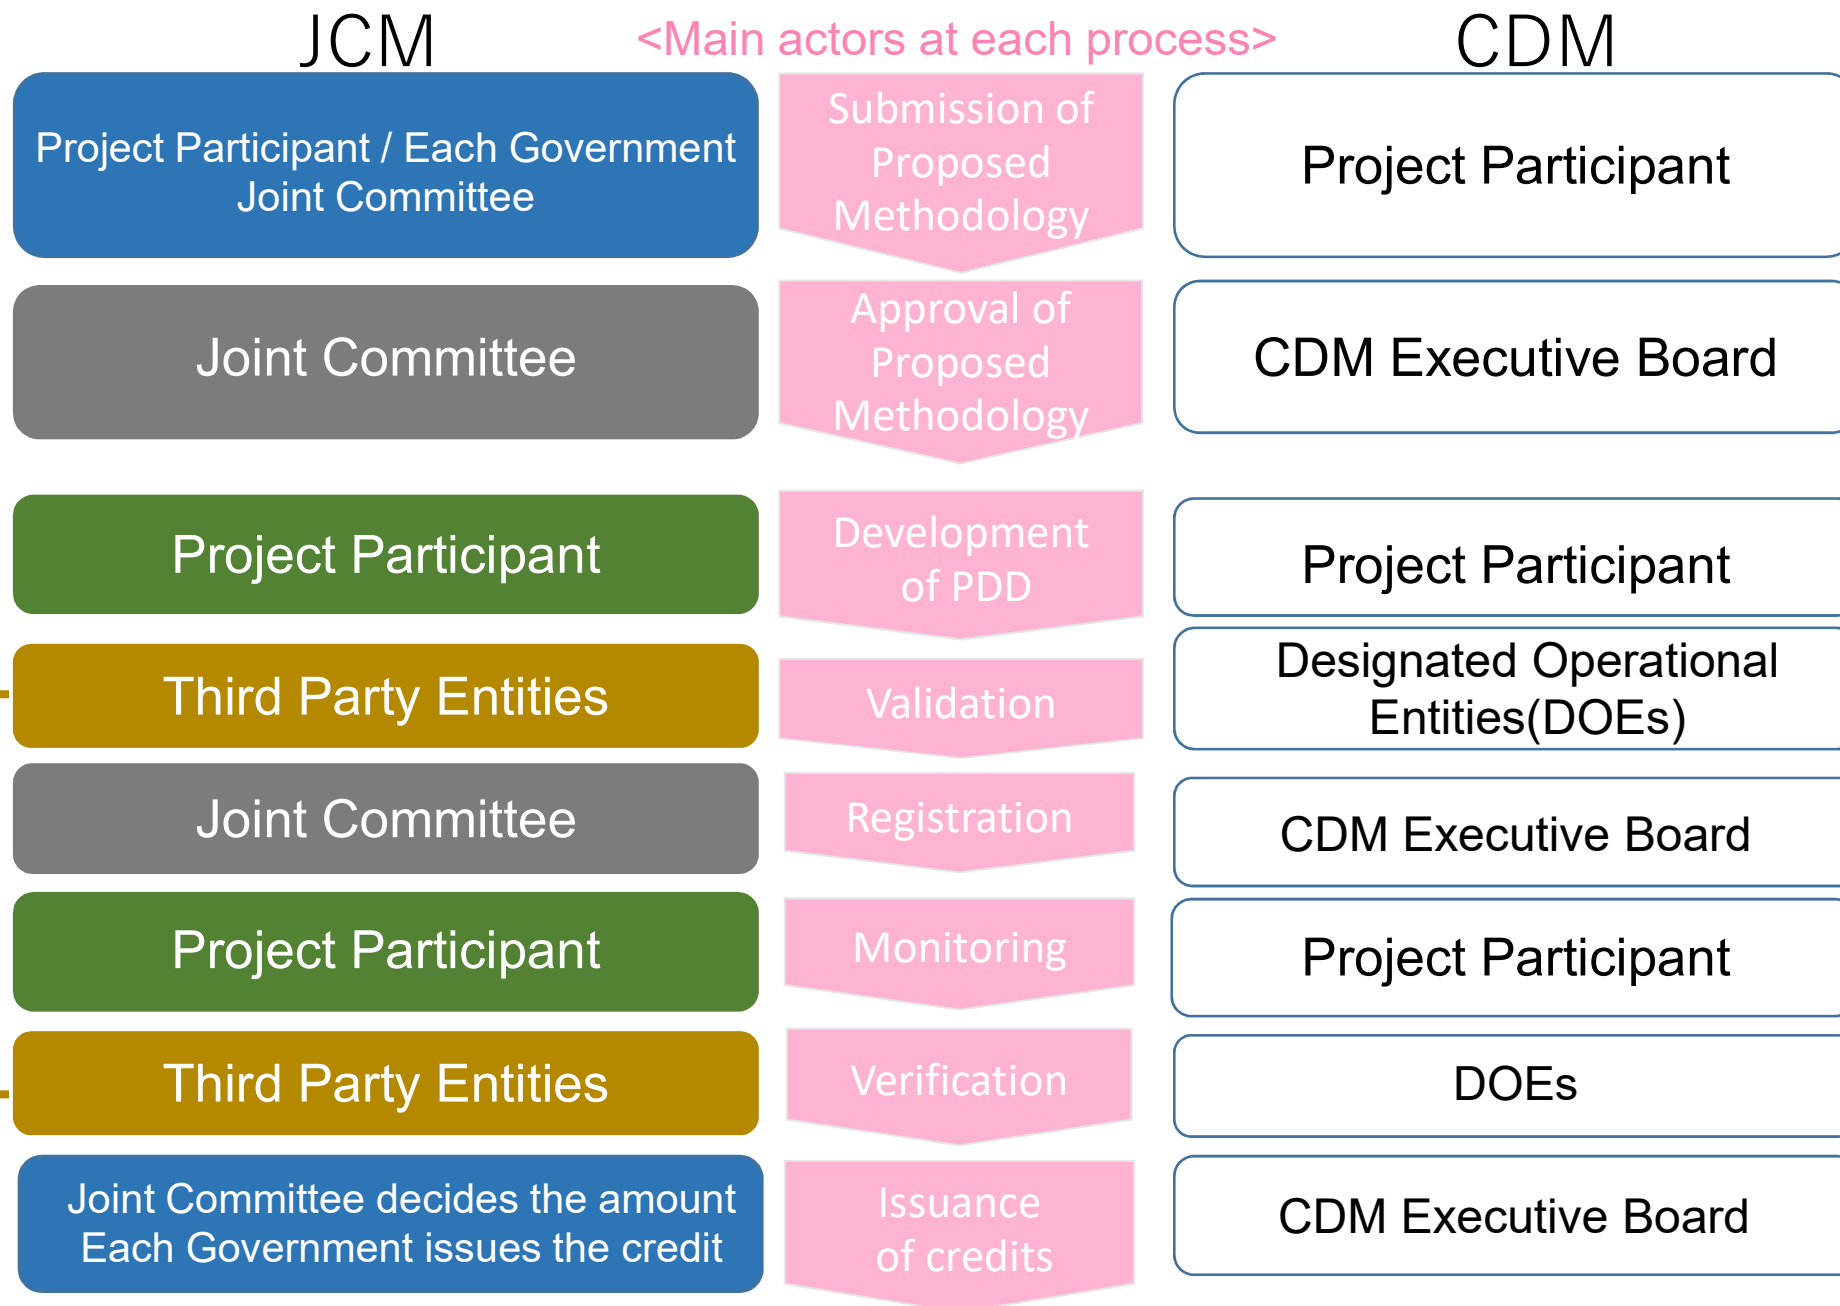 JCM
<Main actors at each process>
CDM
Project Participant / Each Government
Joint Committee
Submission of
Proposed
Methodology
Project Participant
Joint Committee
Approval of
Proposed
Methodology
CDM Executive Board
Project Participant
Development
of PDD
Project Participant
Third Party Entities
Validation
Designated Operational
Entities(DOEs)
Joint Committee
Registration
CDM Executive Board
Project Participant
Monitoring
Project Participant
Third Party Entities
Verification
DOEs
Joint Committee decides the amount
Each Government issues the credit
Issuance
of credits
CDM Executive Board